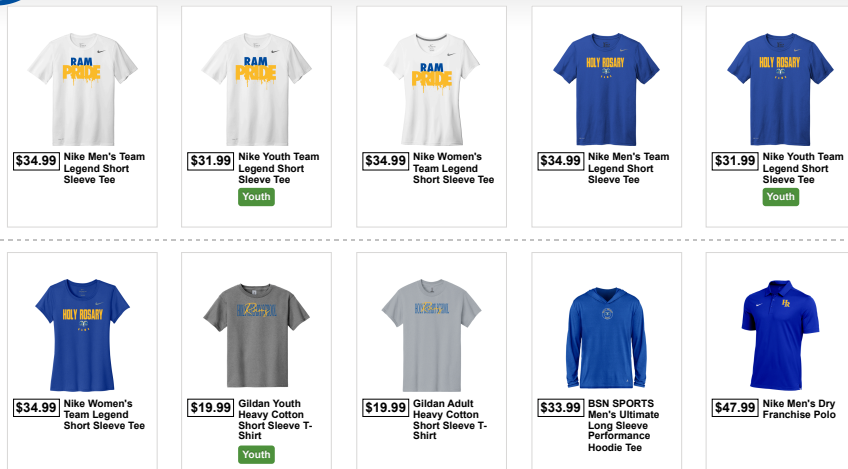 RAM
PRIDE
$34.99
Nike Men's Team
Legend Short
Sleeve Tee
RAM
PRIDE
$31.99
Nike Youth Team
Legend Short
Sleeve Tee
Youth
RAM
PRIDE
$34.99
Nike Women's
Team Legend
Short Sleeve Tee
HOLY ROSARY
$34.99
Nike Men's Team
Legend Short
Sleeve Tee
HOLY ROSARY
$31.99
Nike Youth Team
Legend Short
Sleeve Tee
Youth
HOLY ROSARY
$34.99
Nike Women's
Team Legend
Short Sleeve Tee
$19.99
Gildan Youth
Heavy Cotton
Short Sleeve T-
Shirt
Youth
$19.99
Gildan Adult
Heavy Cotton
Short Sleeve T-
Shirt
$33.99
BSN SPORTS
Men's Ultimate
Long Sleeve
Performance
Hoodie Tee
HR
$47.99
Nike Men's Dry
Franchise Polo